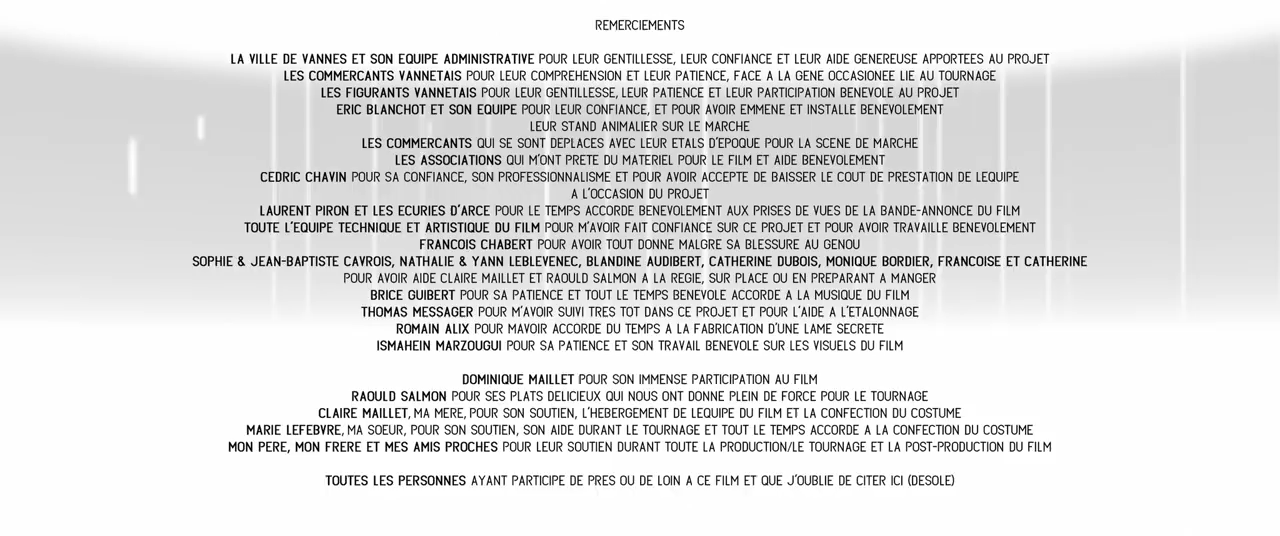 REMERCIEMENTS
LA VILLE DE VANNES ET SON EQUIPE ADMINISTRATIVE POUR LEUR GENTILLESSE, LEUR CONFIANCE ET LEUR AIDE GENEREUSE APPORTEES AU PROJET
LES COMMERCANTS VANNETAIS POUR LEUR COMPREHENSION ET LEUR PATIENCE, FACE A LA GENE OCCASIONEE LIE AU TOURNAGE
LES FIGURANTS VANNETAIS POUR LEUR GENTILLESSE, LEUR PATIENCE ET LEUR PARTICIPATION BENEVOLE AU PROJET
ERIC BLANCHOT ET SON EQUIPE POUR LEUR CONFIANCE, ET POUR AVOIR EMMENE ET INSTALLE BENEVOLEMENT
LEUR STAND ANIMALIER SUR LE MARCHE
LES COMMERCANTS QUI SE SONT DEPLACES AVEC LEUR ETALS D'EPOQUE POUR LA SCENE DE MARCHE
LES ASSOCIATIONS QUI M'ONT PRETE DU MATERIEL POUR LE FILM ET AIDE BENEVOLEMENT
CEDRIC CHAVIN POUR SA CONFIANCE, SON PROFESSIONNALISME ET POUR AVOIR ACCEPTE DE BAISSER LE COUT DE PRESTATION DE LEQUIPE
A L'OCCASION DU PROJET
LAURENT PIRON ET LES ECURIES D'ARCE POUR LE TEMPS ACCORDE BENEVOLEMENT AUX PRISES DE VUES DE LA BANDE-ANNONCE DU FILM
TOUTE L'EQUIPE TECHNIQUE ET ARTISTIQUE DU FILM POUR M'AVOIR FAIT CONFIANCE SUR CE PROJET ET POUR AVOIR TRAVAILLE BENEVOLEMENT
FRANCOIS CHABERT POUR AVOIR TOUT DONNE MALGRE SA BLESSURE AU GENOU
SOPHIE & JEAN-BAPTISTE CAVROIS, NATHALIE & YANN LEBLEVENEC, BLANDINE AUDIBERT, CATHERINE DUBOIS, MONIQUE BORDIER, FRANCOISE ET CATHERINE
POUR AVOIR AIDE CLAIRE MAILLET ET RAOULD SALMON A LA REGIE, SUR PLACE OU EN PREPARANT A MANGER
BRICE GUIBERT POUR SA PATIENCE ET TOUT LE TEMPS BENEVOLE ACCORDE A LA MUSIQUE DU FILM
THOMAS MESSAGER POUR M'AVOIR SUIVI TRES TOT DANS CE PROJET ET POUR L'AIDE A L'ETALONNAGE
ROMAIN ALIX POUR MAVOIR ACCORDE DU TEMPS A LA FABRICATION D'UNE LAME SECRETE
ISMAHEIN MARZOUGUI POUR SA PATIENCE ET SON TRAVAIL BENEVOLE SUR LES VISUELS DU FILM
DOMINIQUE MAILLET POUR SON IMMENSE PARTICIPATION AU FILM
RAOULD SALMON POUR SES PLATS DELICIEUX QUI NOUS ONT DONNE PLEIN DE FORCE POUR LE TOURNAGE
CLAIRE MAILLET, MA MERE, POUR SON SOUTIEN, L'HEBERGEMENT DE LEQUIPE DU FILM ET LA CONFECTION DU COSTUME
MARIE LEFEBVRE, MA SOEUR, POUR SON SOUTIEN, SON AIDE DURANT LE TOURNAGE ET TOUT LE TEMPS ACCORDE A LA CONFECTION DU COSTUME
MON PERE, MON FRERE ET MES AMIS PROCHES POUR LEUR SOUTIEN DURANT TOUTE LA PRODUCTION/LE TOURNAGE ET LA POST-PRODUCTION DU FILM
TOUTES LES PERSONNES AYANT PARTICIPE DE PRES OU DE LOIN A CE FILM ET QUE J'OUBLIE DE CITER ICI (DESOLE)